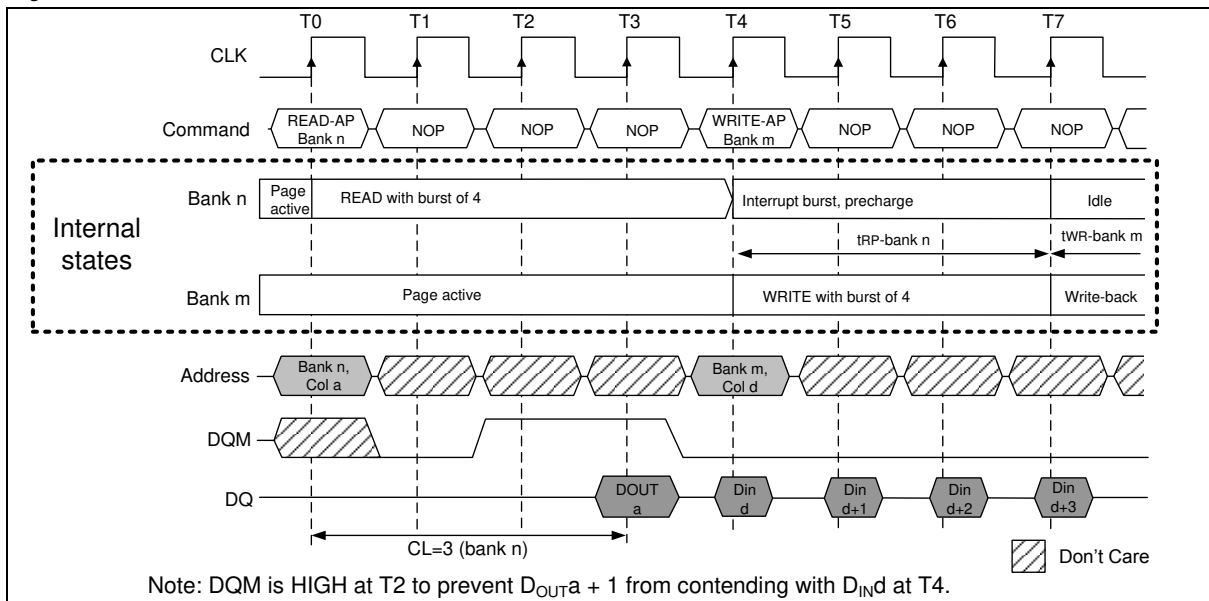 T0 T1 T2 T3 T4 T5 T6 T7
CLK
Command
READ-AP
Bank n
NOP
NOP
NOP
WRITE-AP
Bank m
NOP
NOP
NOP
Internal
states
Bank n
Page
active
READ with burst of 4
Interrupt burst, precharge
Idle
tRP-bank n
tWR-bank m
Bank m
Page active
WRITE with burst of 4
Write-back
Address
Bank n,
Col a
Bank m,
Col d
DQM
DQ
DOUT
a
Din
d
Din
d+1
Din
d+2
Din
d+3
CL=3 (bank n)
Don't Care
Note: DQM is HIGH at T2 to prevent DOUTa + 1 from contending with DINd at T4.